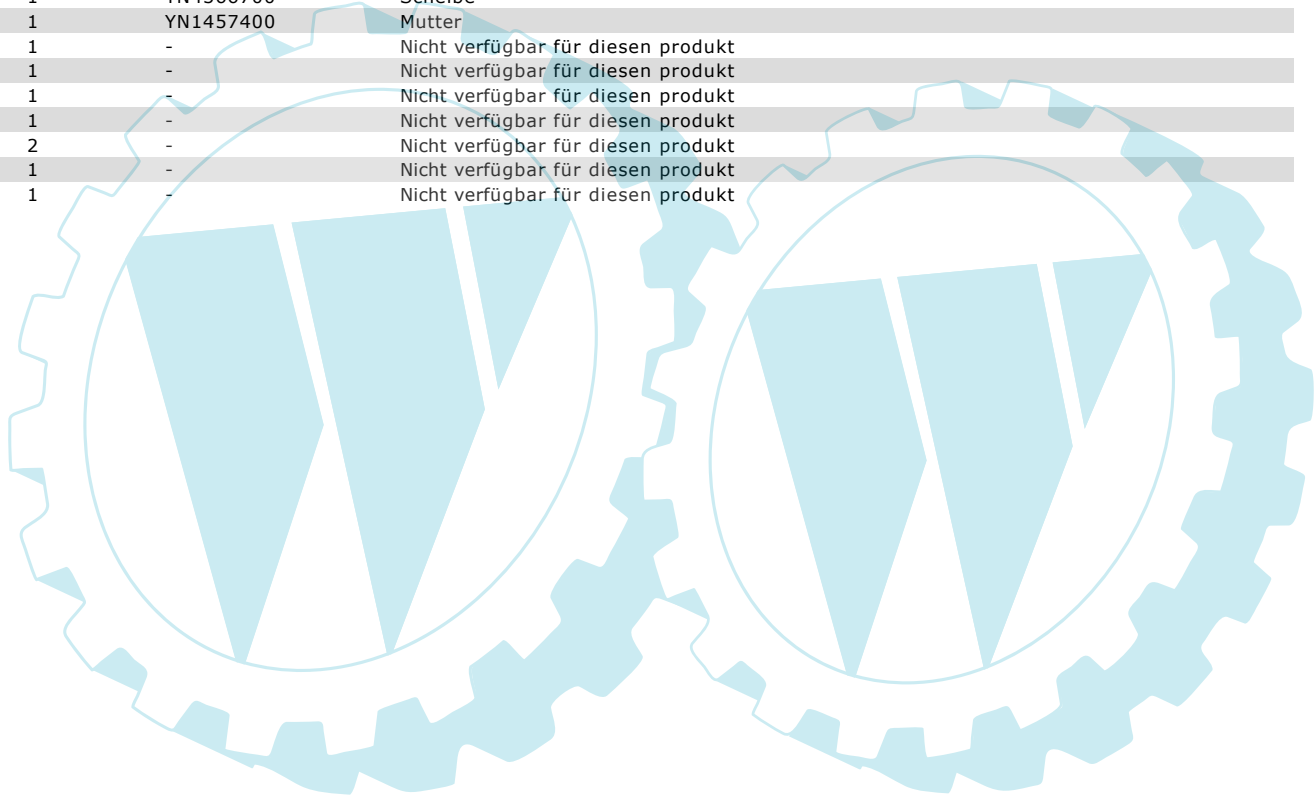 1 Scheibe
1 YN1457400 Mutter
1 - Nicht verfügbar für diesen produkt
1 - Nicht verfügbar für diesen produkt
1 - Nicht verfügbar für diesen produkt
1 - Nicht verfügbar für diesen produkt
2 - Nicht verfügbar für diesen produkt
1 - Nicht verfügbar für diesen produkt
1 - Nicht verfügbar für diesen produkt